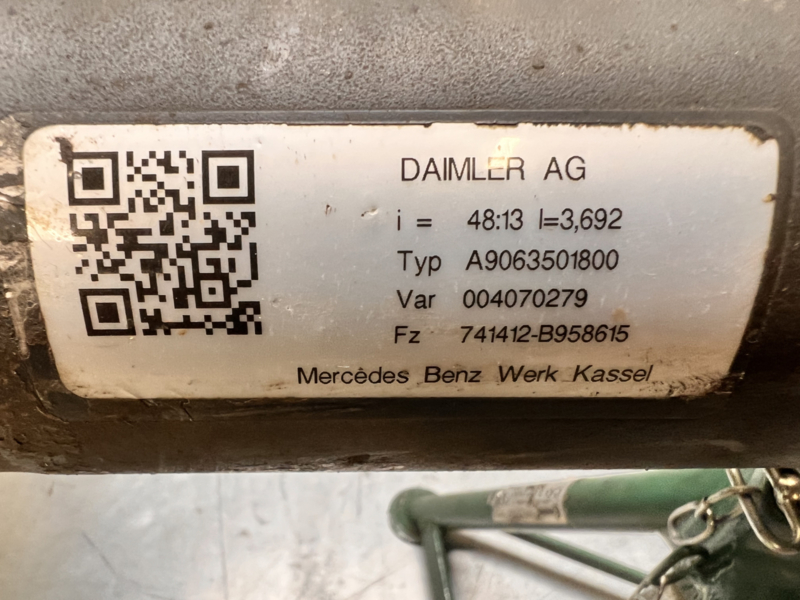 DAIMLER AG
i = 48:13 I=3,692
Typ A9063501800
Var 004070279
Fz 741412-B958615
Mercedes Benz Werk Kassel